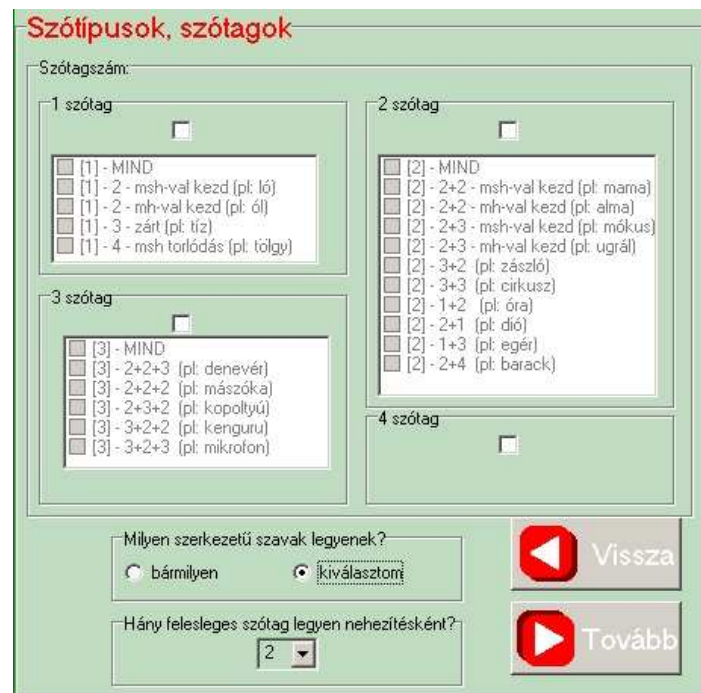 Szótípusok, szótagok
Szótagszám:
1 szótag
[1] - MIND
[1] - 2 - msh-val kezd (pl: ló)
[1] - 2 - mh-val kezd (pl: ól)
[1] - 3 - zárt (pl: tíz)
[1] - 4 - msh torlódás (pl: tölgy)
2 szótag
[2] - MIND
[2] - 2+2 - msh-val kezd (pl: mama)
[2] - 2+2 - mh-val kezd (pl: alma)
[2] - 2+3 - msh-val kezd (pl: mókus)
[2] - 2+3 - mh-val kezd (pl: ugrál)
[2] - 3+2 (pl: zászló)
[2] - 3+3 (pl: cirkusz)
[2] - 1+2 (pl: óra)
[2] - 2+1 (pl: dió)
[2] - 1+3 (pl: egér)
[2] - 2+4 (pl: barack)
3 szótag
[3] - MIND
[3] - 2+2+3 (pl: denevér)
[3] - 2+2+2 (pl: mászóka)
[3] - 2+3+2 (pl: kopoltyú)
[3] - 3+2+2 (pl: kenguru)
[3] - 3+2+3 (pl: mikrofon)
4 szótag
Milyen szerkezetű szavak legyenek?
bármilyen
kiválasztom
Hány felesleges szótag legyen nehezítésként?
2
Vissza
Tovább